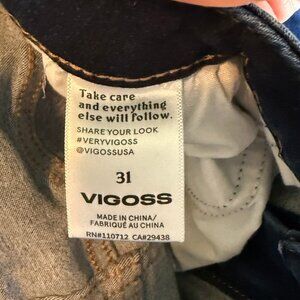 Take care
and everything
else will follow.
SHARE YOUR LOOK
#VERYVIGOSS
@VIGOSSUSA
31
VIGOSS
MADE IN CHINA/
FABRIQUÉ AU CHINA
RN#110712 CA#29438